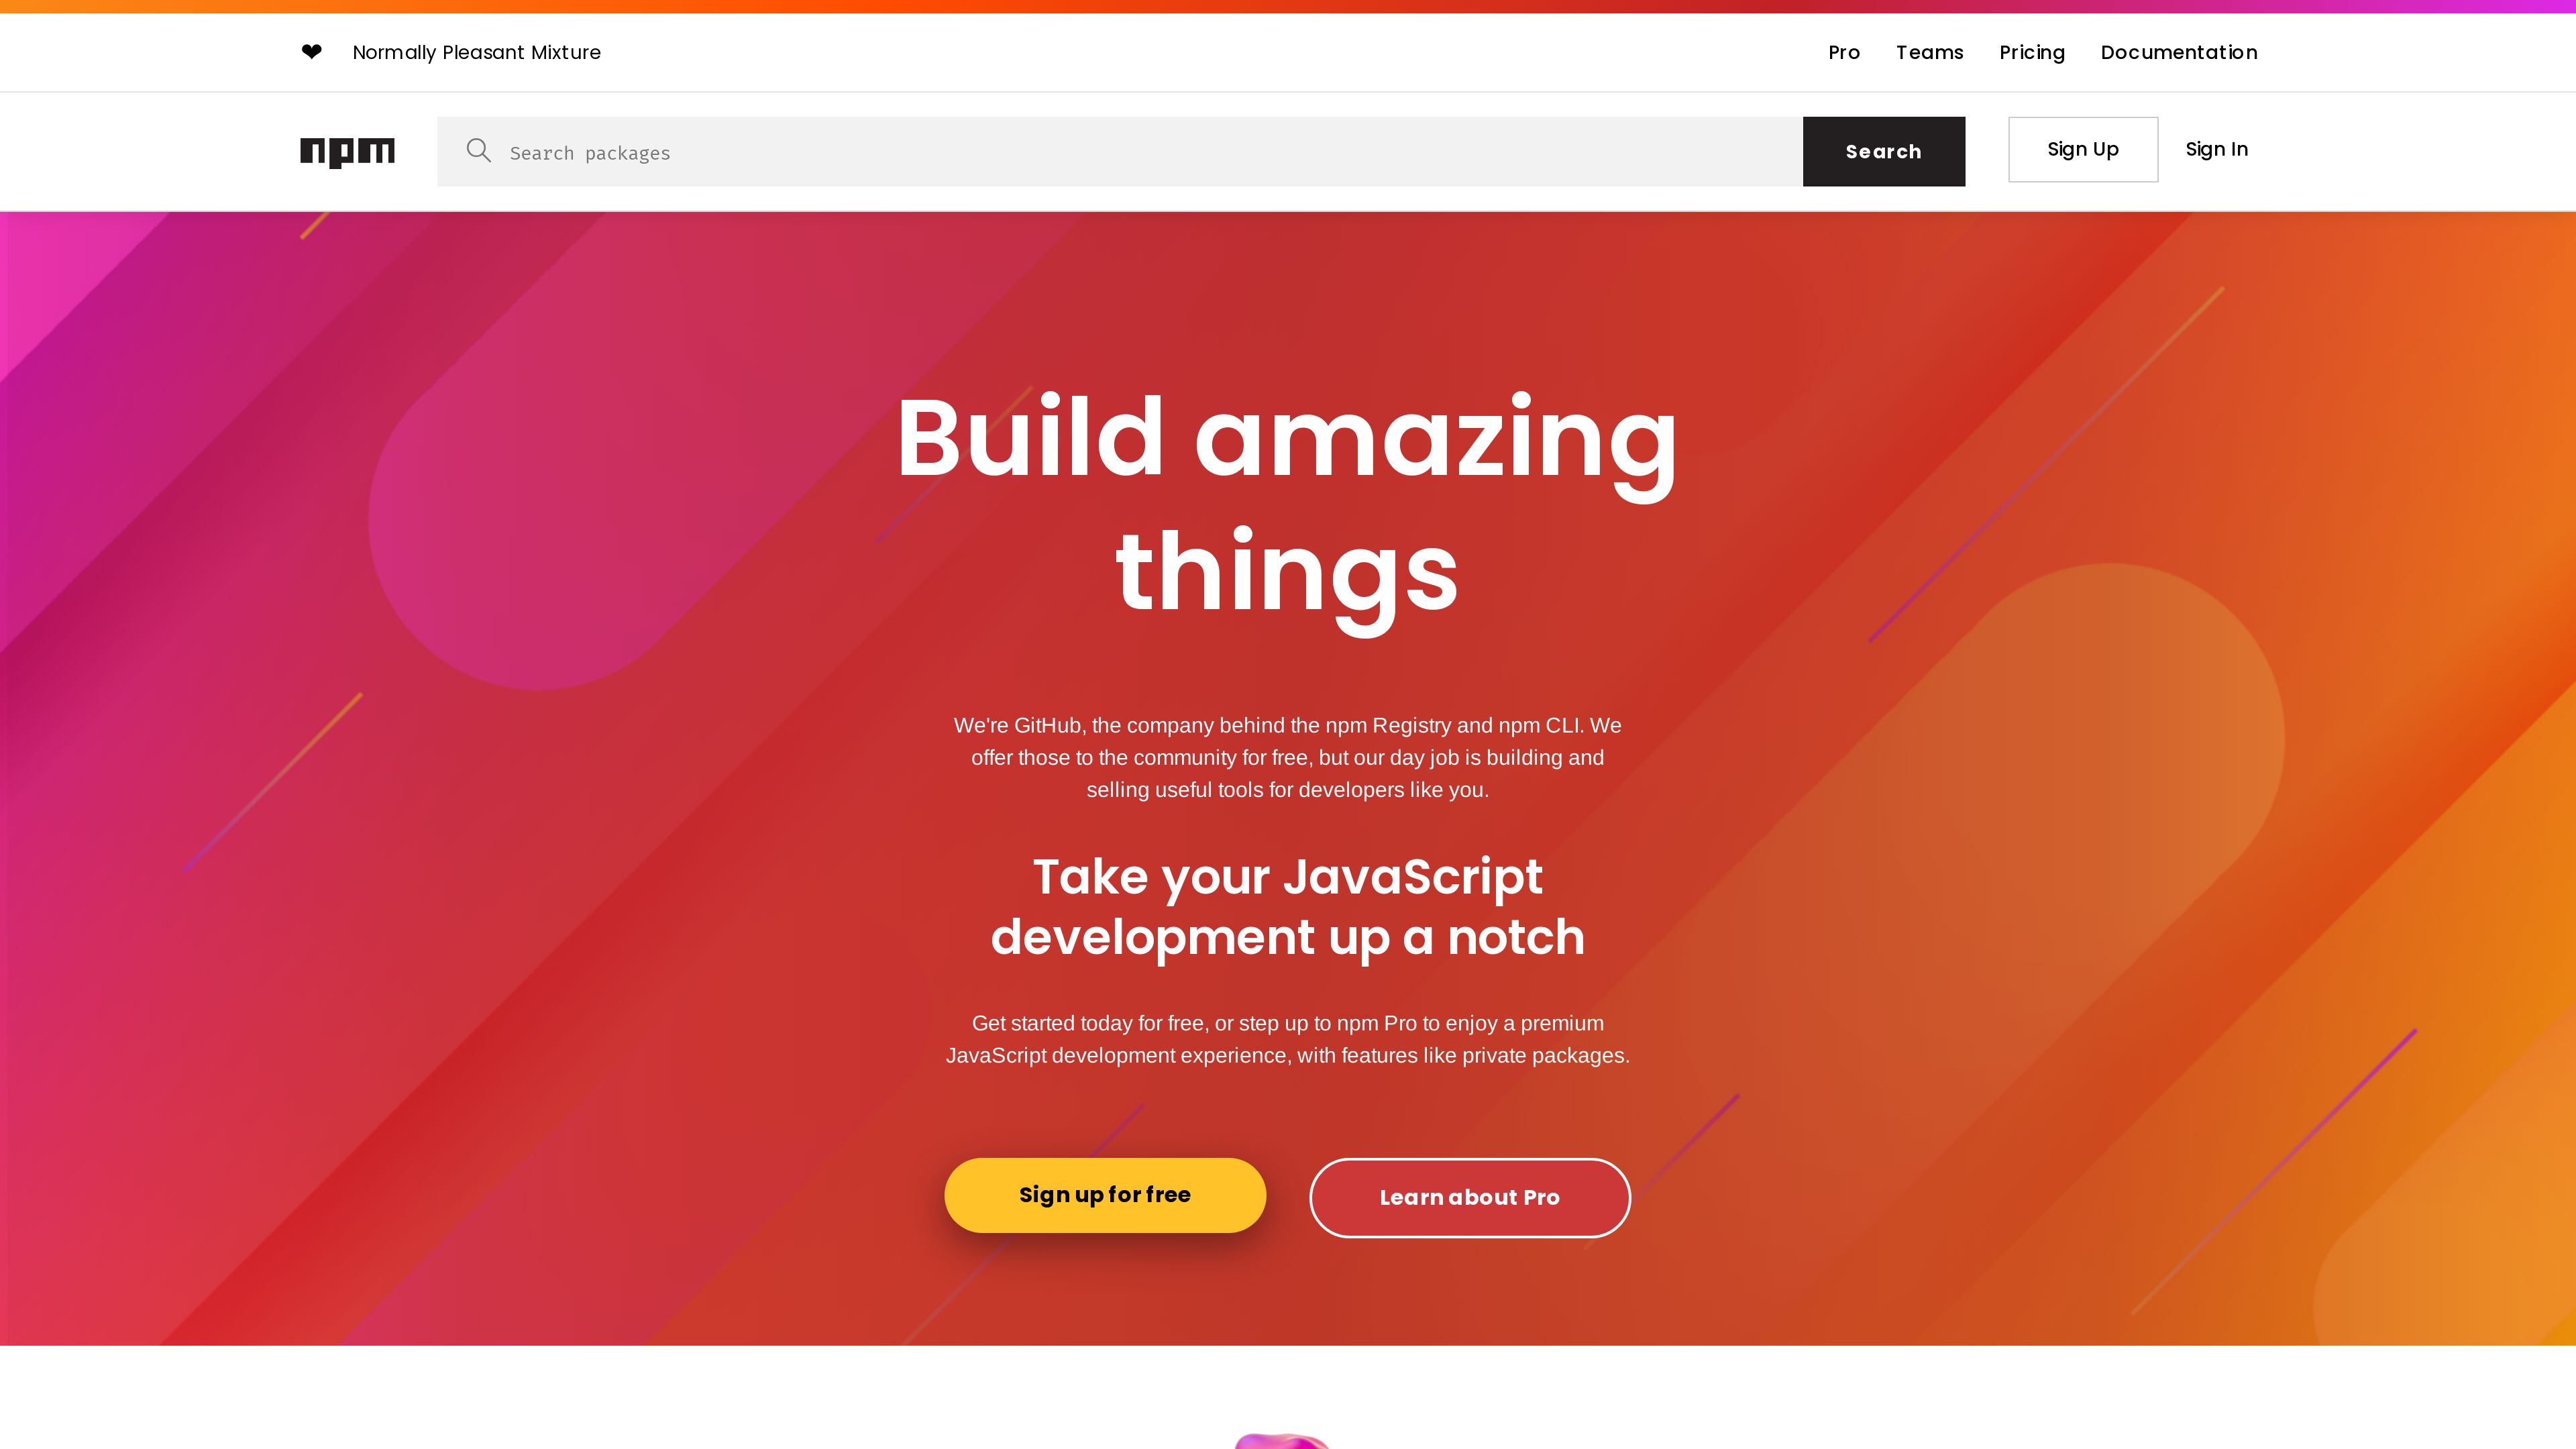 ❤ Normally Pleasant Mixture
Pro Teams Pricing Documentation
npm
Search packages
Search
Sign Up
Sign In
Build amazing
things
We're GitHub, the company behind the npm Registry and npm CLI. We
offer those to the community for free, but our day job is building and
selling useful tools for developers like you.
Take your JavaScript
development up a notch
Get started today for free, or step up to npm Pro to enjoy a premium
JavaScript development experience, with features like private packages.
Sign up for free
Learn about Pro